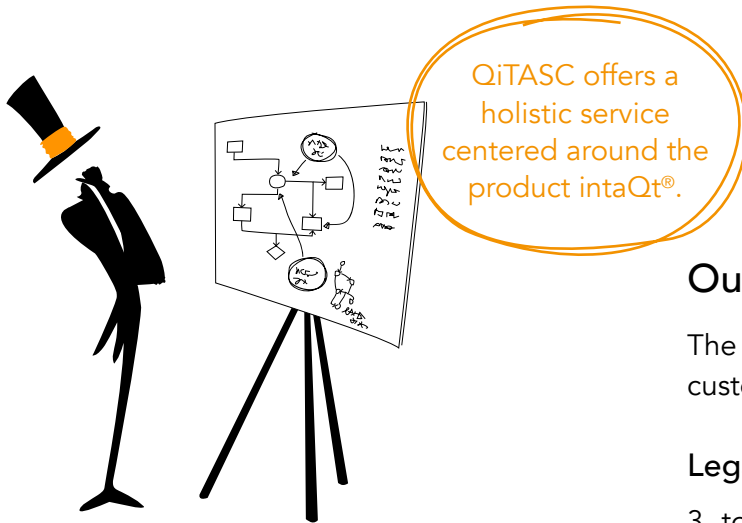 QiTASC offers a
holistic service
centered around the
product intaQt®.
Ou
The
custo
Leg